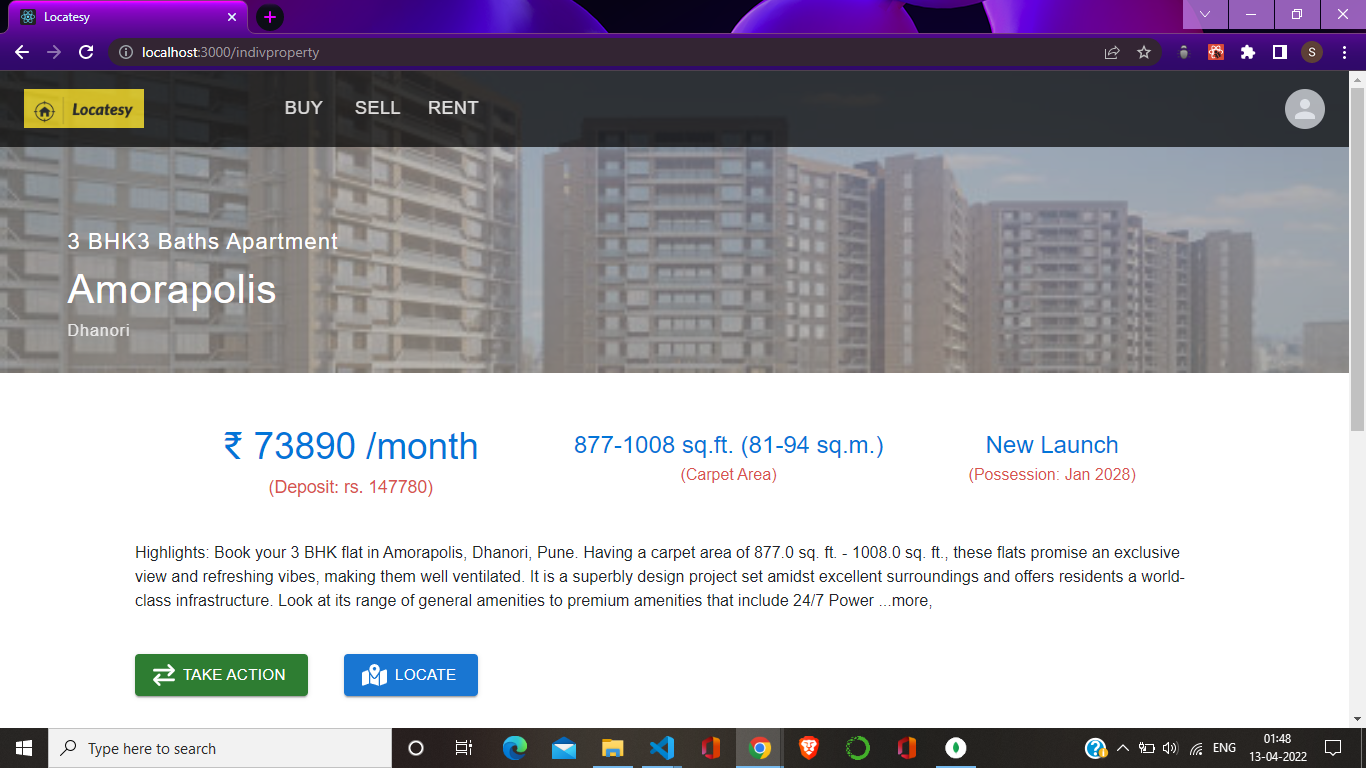 Locatesy
localhost:3000/indivproperty
S
Locatesy
BUY SELL RENT
3 BHK3 Baths Apartment
Amorapolis
Dhanori
₹ 73890 /month
(Deposit: rs. 147780)
877-1008 sq.ft. (81-94 sq.m.)
(Carpet Area)
New Launch
(Possession: Jan 2028)
Highlights: Book your 3 BHK flat in Amorapolis, Dhanori, Pune. Having a carpet area of 877.0 sq. ft. - 1008.0 sq. ft., these flats promise an exclusive
view and refreshing vibes, making them well ventilated. It is a superbly design project set amidst excellent surroundings and offers residents a world-
class infrastructure. Look at its range of general amenities to premium amenities that include 24/7 Power ...more,
TAKE ACTION
LOCATE
Type here to search
ENG
01:48
13-04-2022